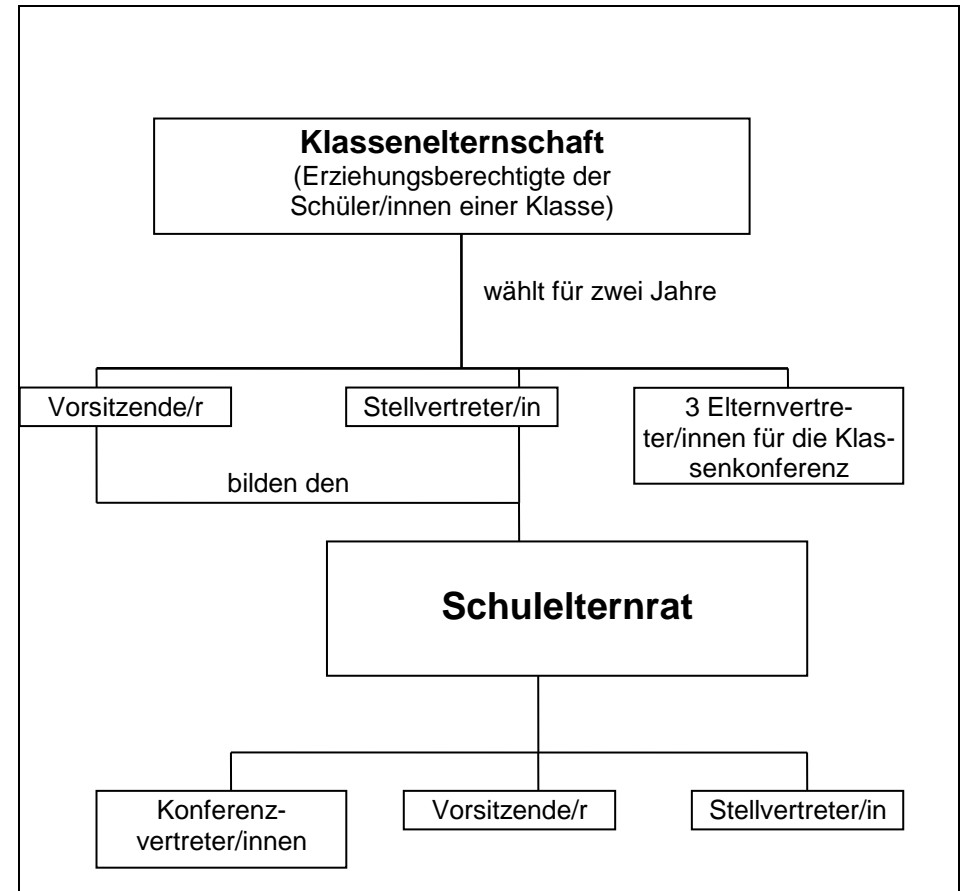 Klassenelternschaft
(Erziehungsberechtigte der
Schüler/innen einer Klasse)
wählt für zwei Jahre
Vorsitzende/r
Stellvertreter/in
3 Elternvertre-
ter/innen für die Klas-
senkonferenz
bilden den
Schulelternrat
Konferenz-
vertreter/innen
Vorsitzende/r
Stellvertreter/in